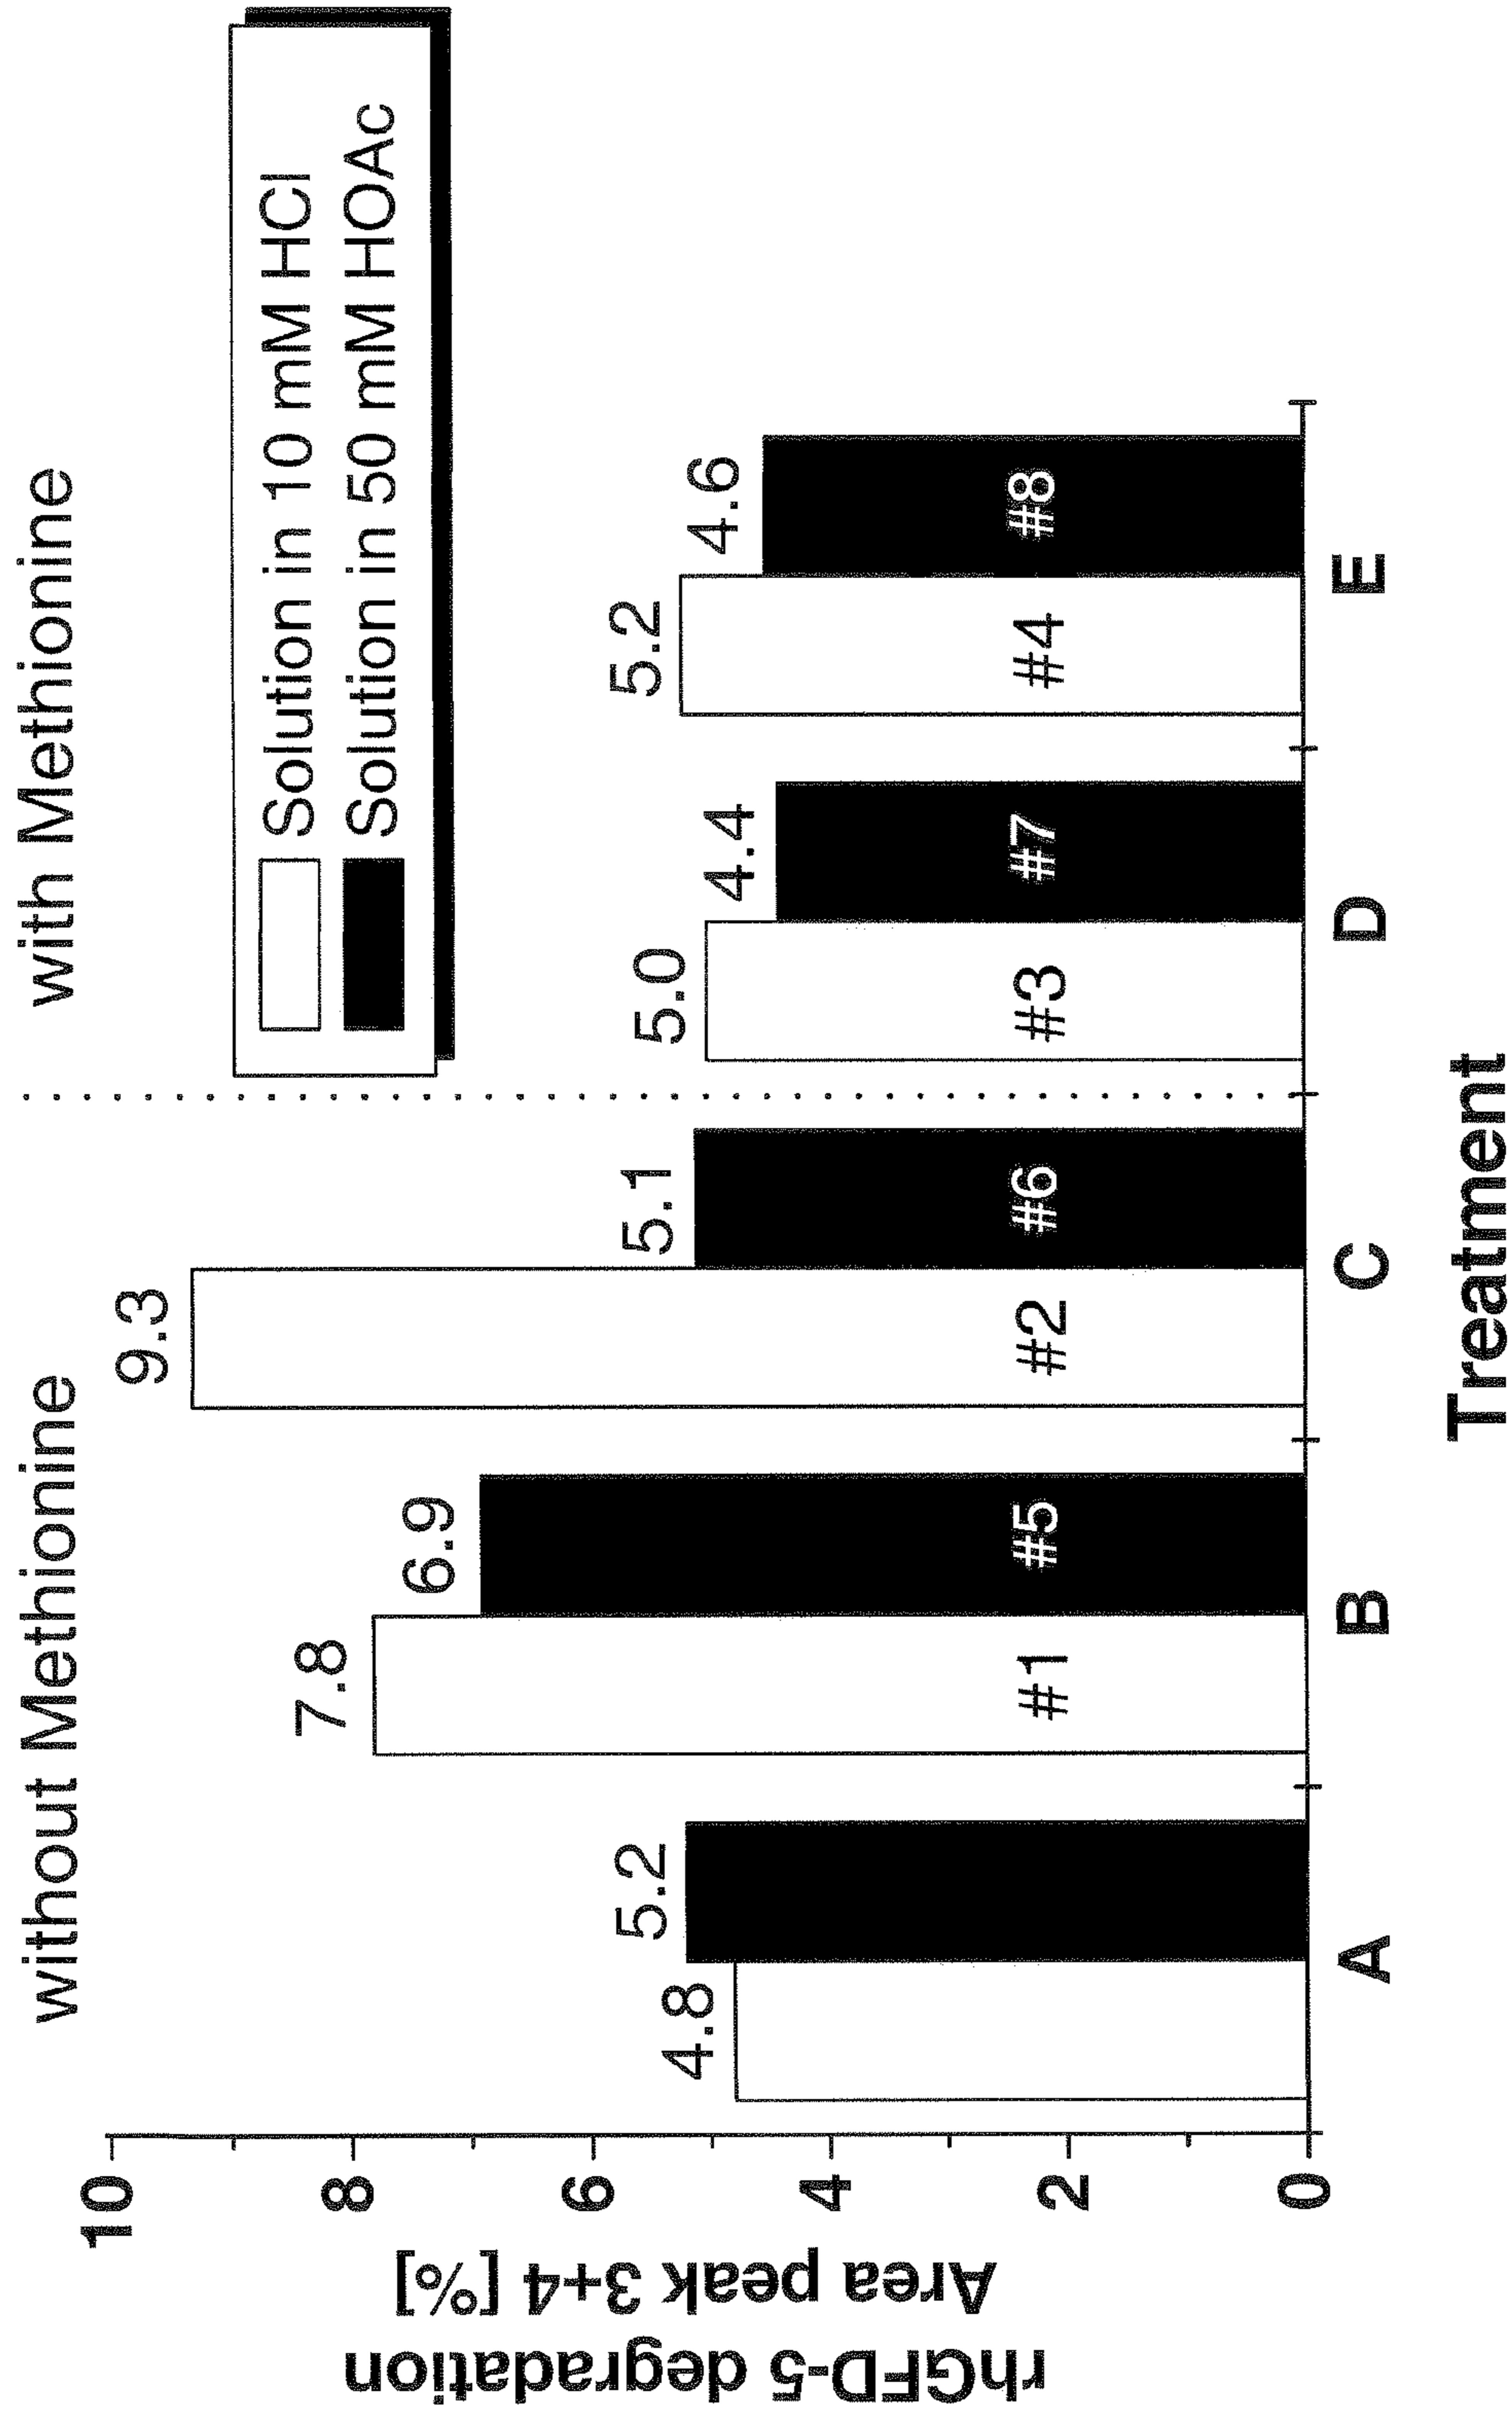 without Methionine
with Methionine
Solution in 10 mM HCl
Solution in 50 mM HOAc
rhGFD-5 degradation
Area peak 3+4 [%]
10
8
6
4
2
0
4.8
5.2
7.8
6.9
9.3
5.1
5.0
4.4
5.2
4.6
#1
#5
#2
#6
#3
#7
#4
#8
A
B
C
D
E
Treatment